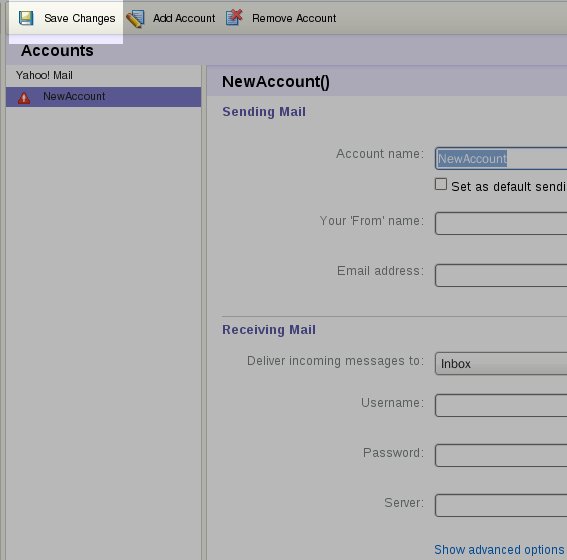 Save Changes Add Account Remove Account
Accounts
Yahoo! Mail
NewAccount
NewAccount()
Sending Mail
Account name: NewAccount
Set as default sendi
Your 'From' name:
Email address:
Receiving Mail
Deliver incoming messages to: Inbox
Username:
Password:
Server:
Show advanced options